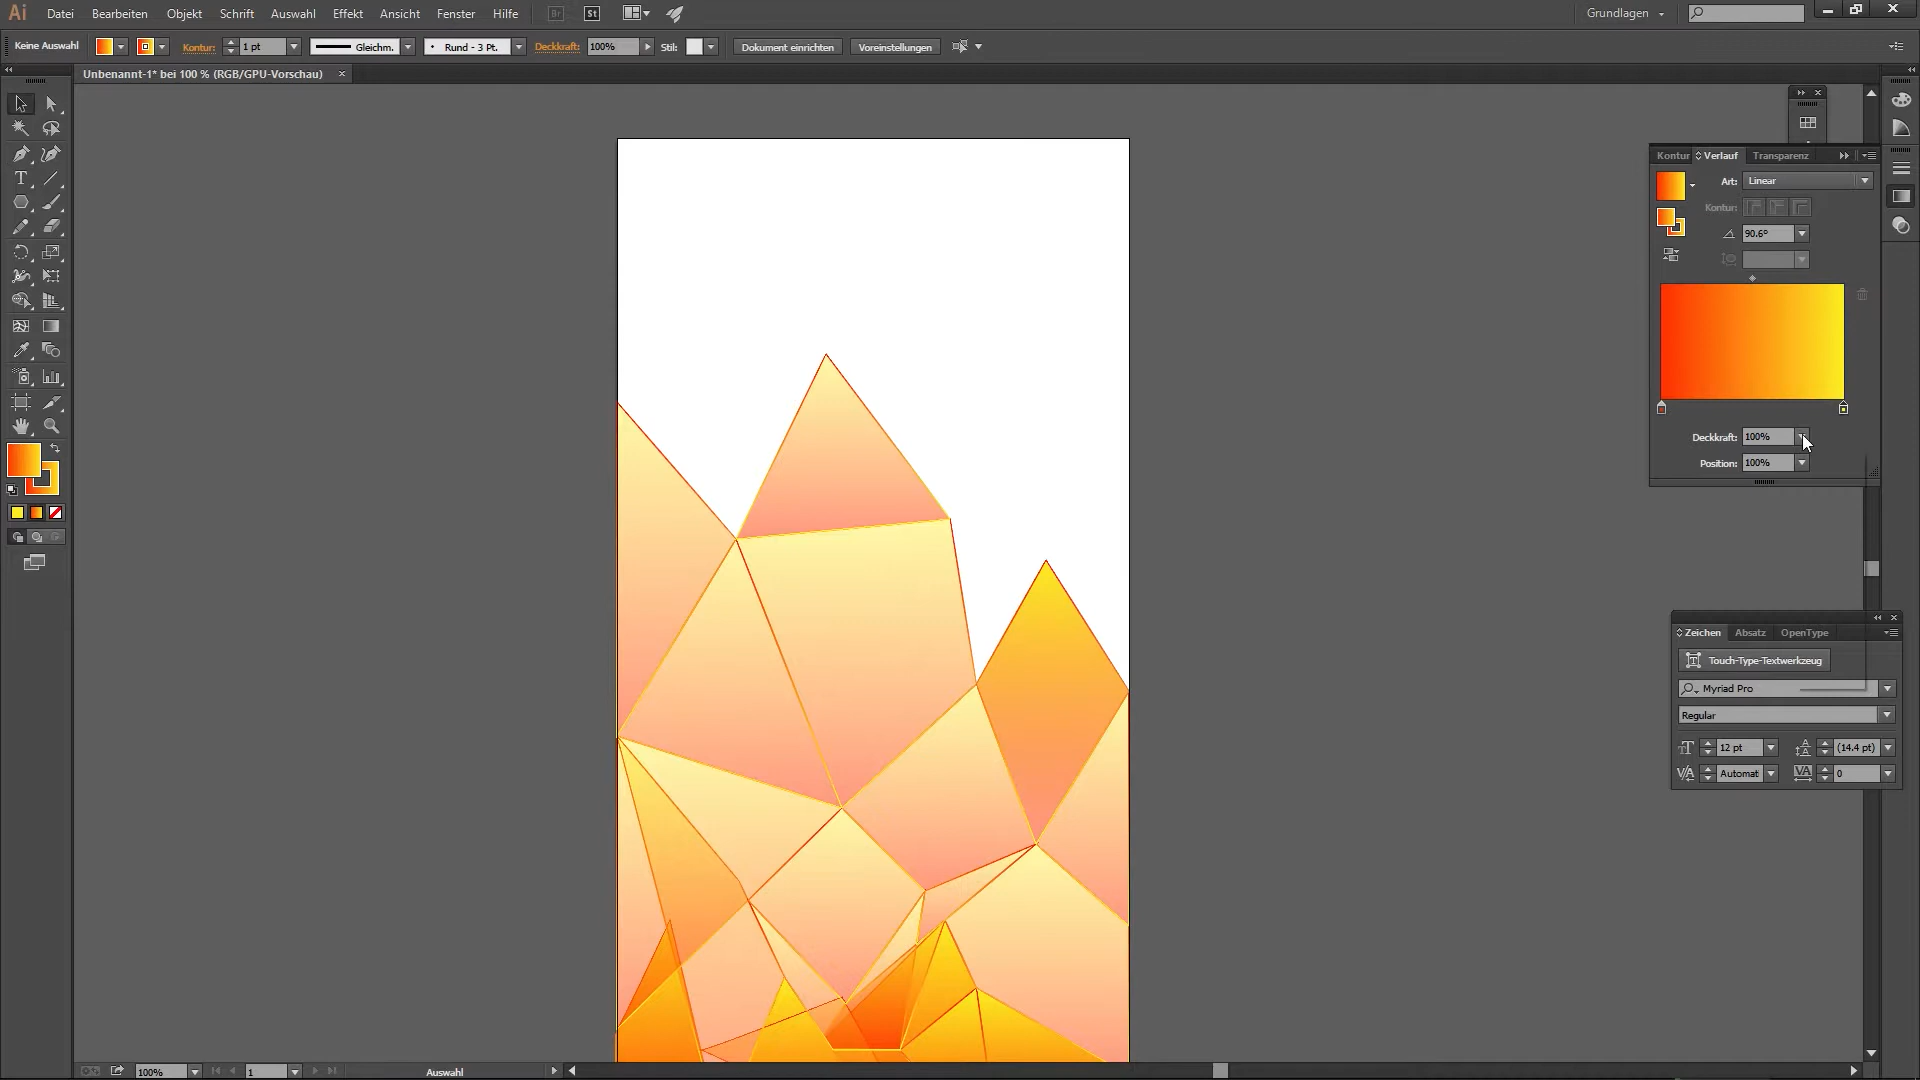 Ai Datei Bearbeiten Objekt Schrift Auswahl Effekt Ansicht Fenster Hilfe Br St Grundlagen
Keine Auswahl Kontur: 1 pt Gleichm. Rund - 3 Pt. Deckkraft: 100% Stil: Dokument einrichten Voreinstellungen
Unbenannt-1* bei 100 % (RGB/GPU-Vorschau)
Kontur Verlauf Transparenz
Art: Linear
Kontur:
90.6°
Deckkraft: 100%
Position: 100%
Zeichen Absatz OpenType
Touch-Type-Textwerkzeug
Myriad Pro
Regular
12 pt (14.4 pt)
Automat 0
100% 1 Auswahl